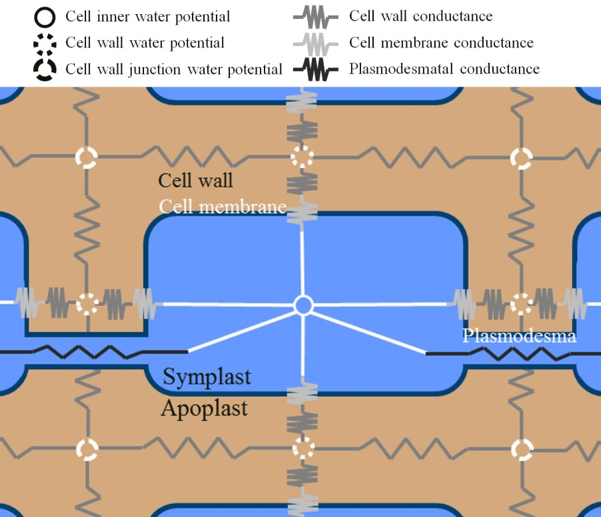 Cell inner water potential
Cell wall water potential
Cell wall junction water potential
Cell wall conductance
Cell membrane conductance
Plasmodesmatal conductance
Cell wall
Cell membrane
Plasmodesma
Symplast
Apoplast